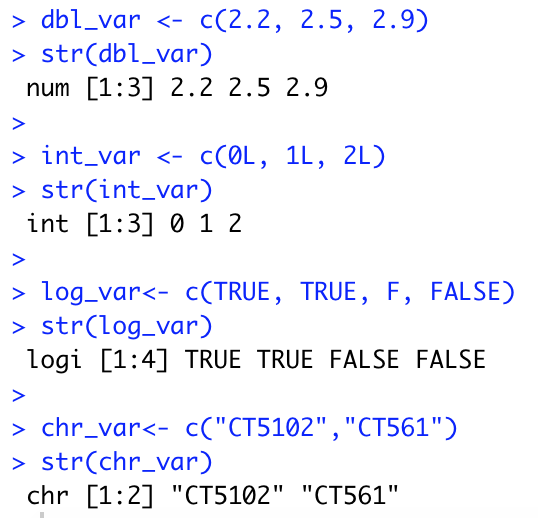 > dbl_var <- c(2.2, 2.5, 2.9)
> str(dbl_var)
 num [1:3] 2.2 2.5 2.9
>
> int_var <- c(0L, 1L, 2L)
> str(int_var)
 int [1:3] 0 1 2
>
> log_var<- c(TRUE, TRUE, F, FALSE)
> str(log_var)
 logi [1:4] TRUE TRUE FALSE FALSE
>
> chr_var<- c("CT5102","CT561")
> str(chr_var)
 chr [1:2] "CT5102" "CT561"